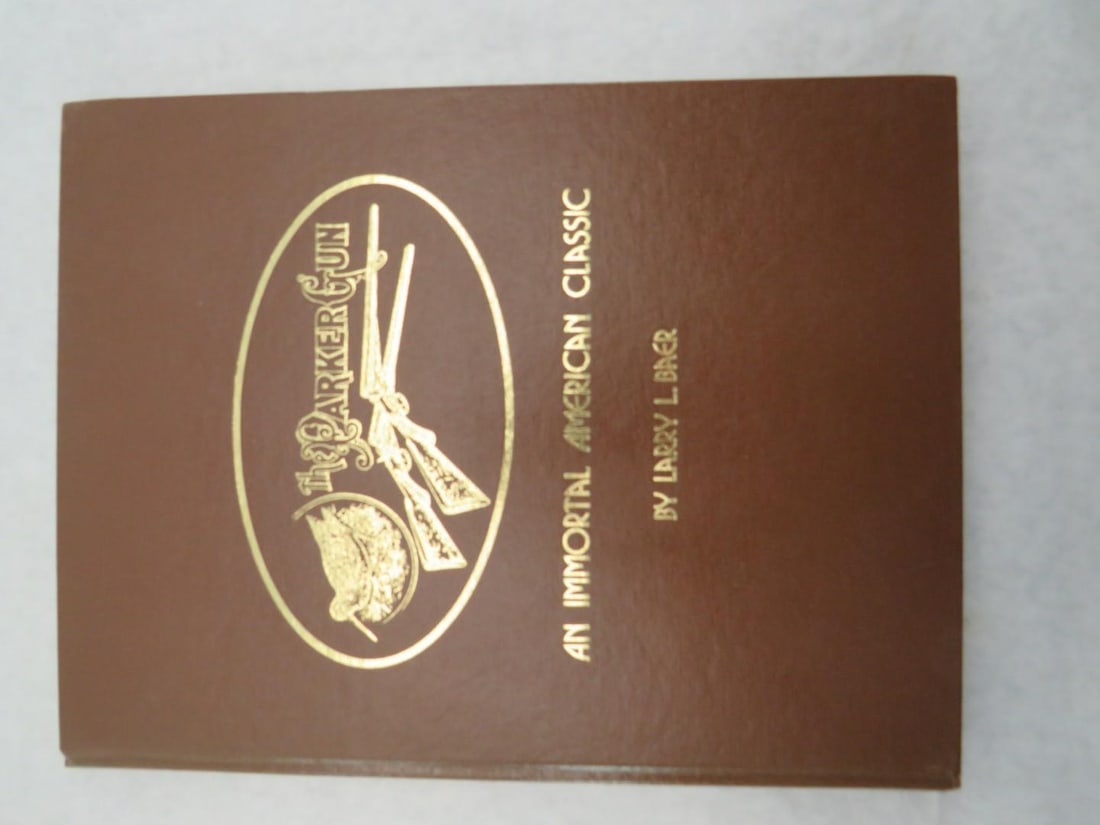 The
PARKER GUN
AN IMMORTAL AMERICAN CLASSIC
BY LARRY L. BAER